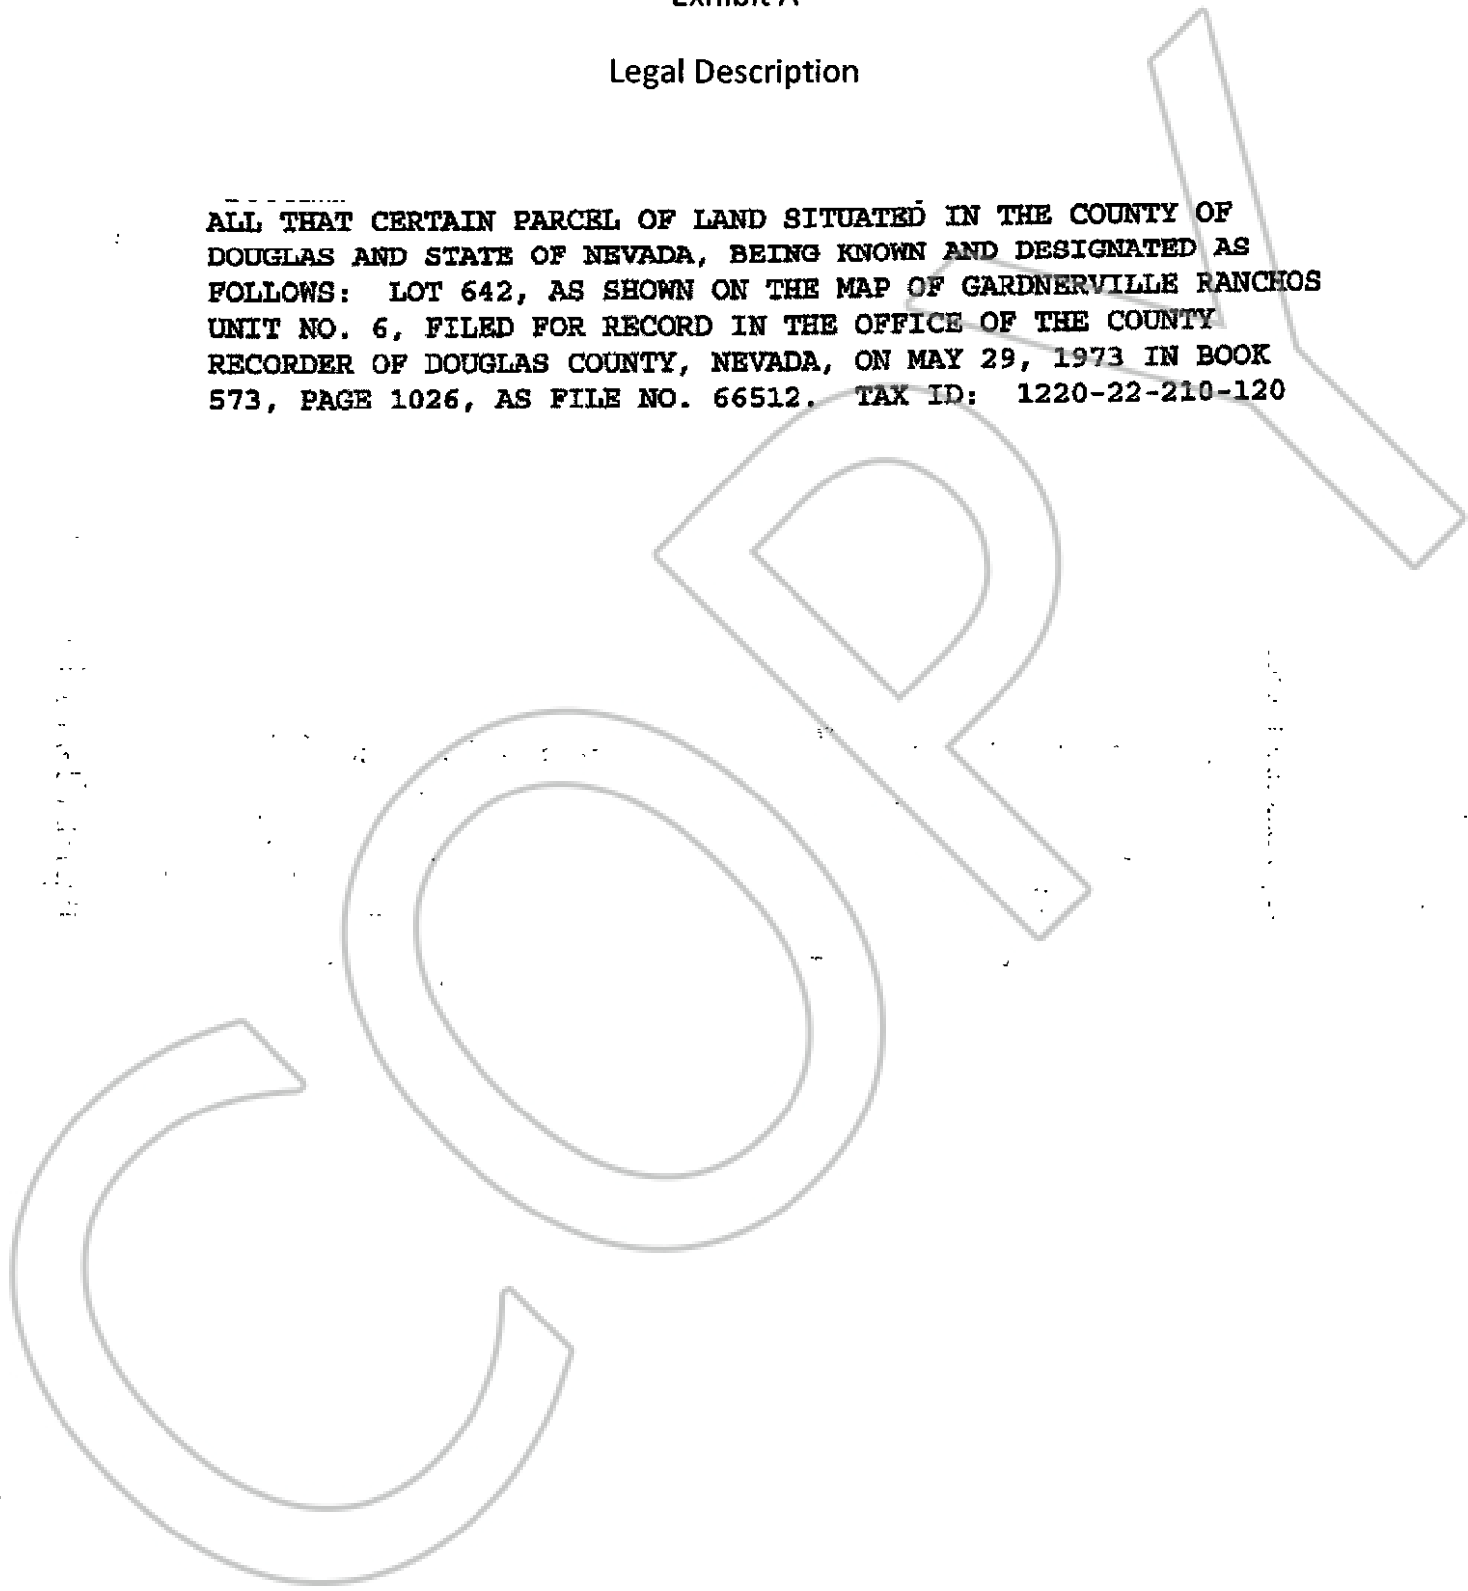 Exhibit A
Legal Description
ALL THAT CERTAIN PARCEL OF LAND SITUATED IN THE COUNTY OF
DOUGLAS AND STATE OF NEVADA, BEING KNOWN AND DESIGNATED AS
FOLLOWS: LOT 642, AS SHOWN ON THE MAP OF GARDNERVILLE RANCHOS
UNIT NO. 6, FILED FOR RECORD IN THE OFFICE OF THE COUNTY
RECORDER OF DOUGLAS COUNTY, NEVADA, ON MAY 29, 1973 IN BOOK
573, PAGE 1026, AS FILE NO. 66512. TAX ID: 1220-22-210-120
COPY